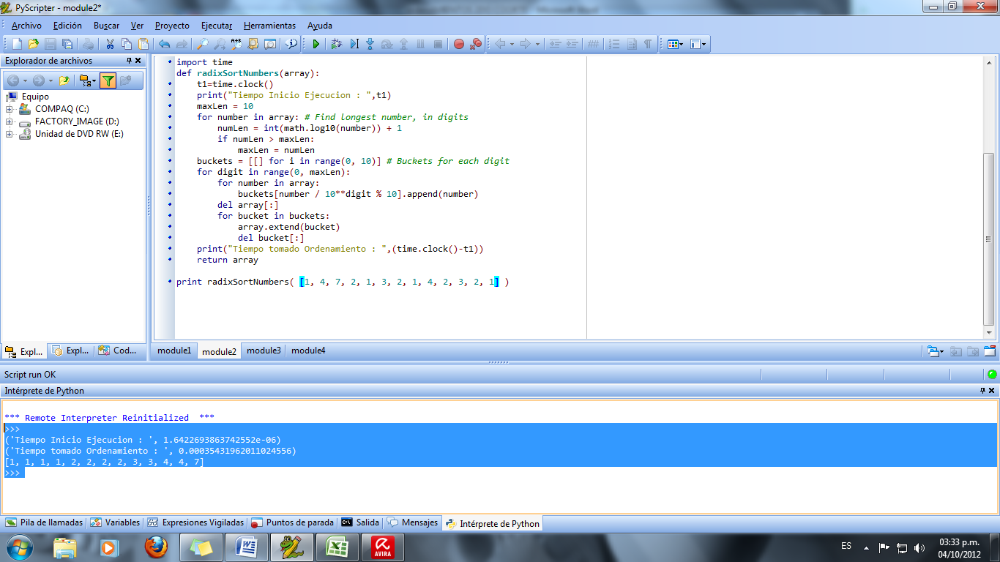 PyScripter - module2*
Archivo Edición Buscar Ver Proyecto Ejecutar Herramientas Ayuda
Explorador de archivos
Equipo
COMPAQ (C:)
FACTORY_IMAGE (D:)
Unidad de DVD RW (E:)
Expl... Expl... Cod...
import time
def radixSortNumbers(array):
    t1=time.clock()
    print("Tiempo Inicio Ejecucion : ",t1)
    maxLen = 10
    for number in array: # Find longest number, in digits
        numLen = int(math.log10(number)) + 1
        if numLen > maxLen:
            maxLen = numLen
    buckets = [[] for i in range(0, 10)] # Buckets for each digit
    for digit in range(0, maxLen):
        for number in array:
            buckets[number / 10**digit % 10].append(number)
        del array[:]
        for bucket in buckets:
            array.extend(bucket)
            del bucket[:]
    print("Tiempo tomado Ordenamiento : ",(time.clock()-t1))
    return array
print radixSortNumbers( [1, 4, 7, 2, 1, 3, 2, 1, 4, 2, 3, 2, 1] )
module1 module2 module3 module4
Script run OK
Intérprete de Python
*** Remote Interpreter Reinitialized  ***
>>>
('Tiempo Inicio Ejecucion : ', 1.6422693863742552e-06)
('Tiempo tomado Ordenamiento : ', 0.00035431962011024556)
[1, 1, 1, 1, 2, 2, 2, 2, 3, 3, 4, 4, 7]
>>>
Pila de llamadas Variables Expresiones Vigiladas Puntos de parada Salida Mensajes Intérprete de Python
AVIRA
ES
03:33 p.m.
04/10/2012